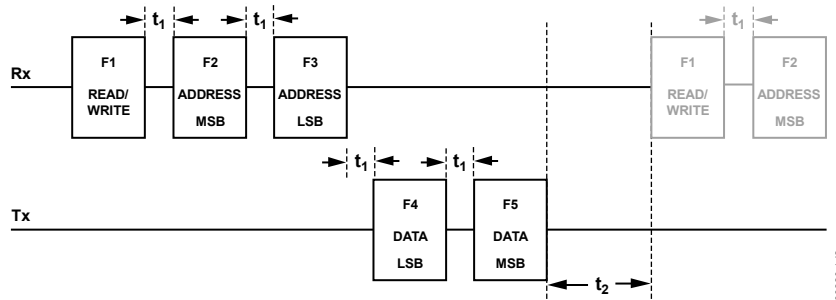 t1 t1 t1
F1 F2 F3 F1 F2
Rx
READ/ ADDRESS ADDRESS READ/ ADDRESS
WRITE MSB LSB WRITE MSB
t1 t1
F4 F5
Tx
DATA DATA
LSB MSB
t2